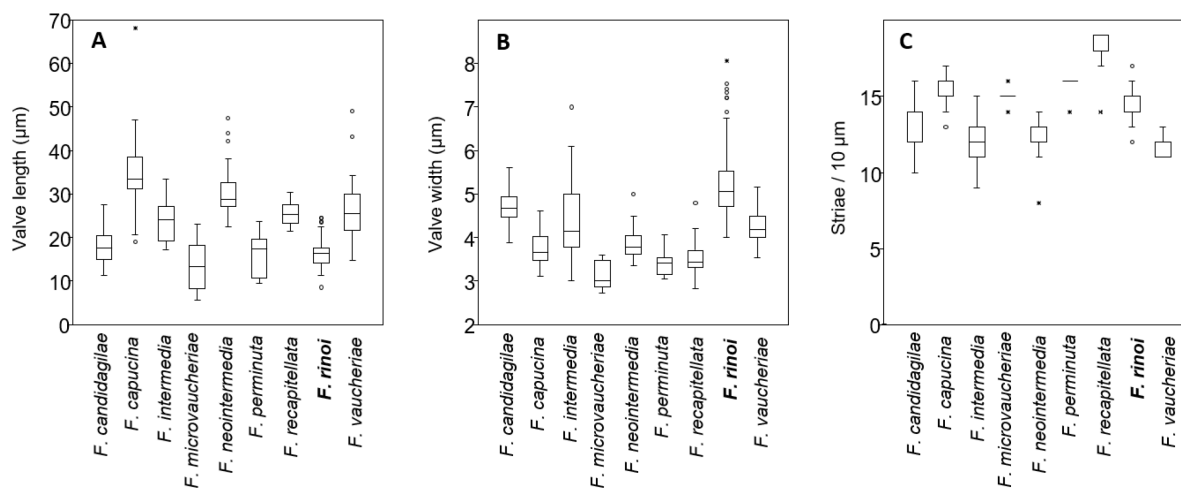 A
Valve length (µm)
70
60
50
40
30
20
10
0
F. candidagilae
F. capucina
F. intermedia
F. microvaucheriae
F. neointermedia
F. perminuta
F. recapitellata
F. rinoi
F. vaucheriae
B
Valve width (µm)
8
7
6
5
4
3
2
F. candidagilae
F. capucina
F. intermedia
F. microvaucheriae
F. neointermedia
F. perminuta
F. recapitellata
F. rinoi
F. vaucheriae
C
Striae / 10 µm
15
10
5
0
F. candidagilae
F. capucina
F. intermedia
F. microvaucheriae
F. neointermedia
F. perminuta
F. recapitellata
F. rinoi
F. vaucheriae